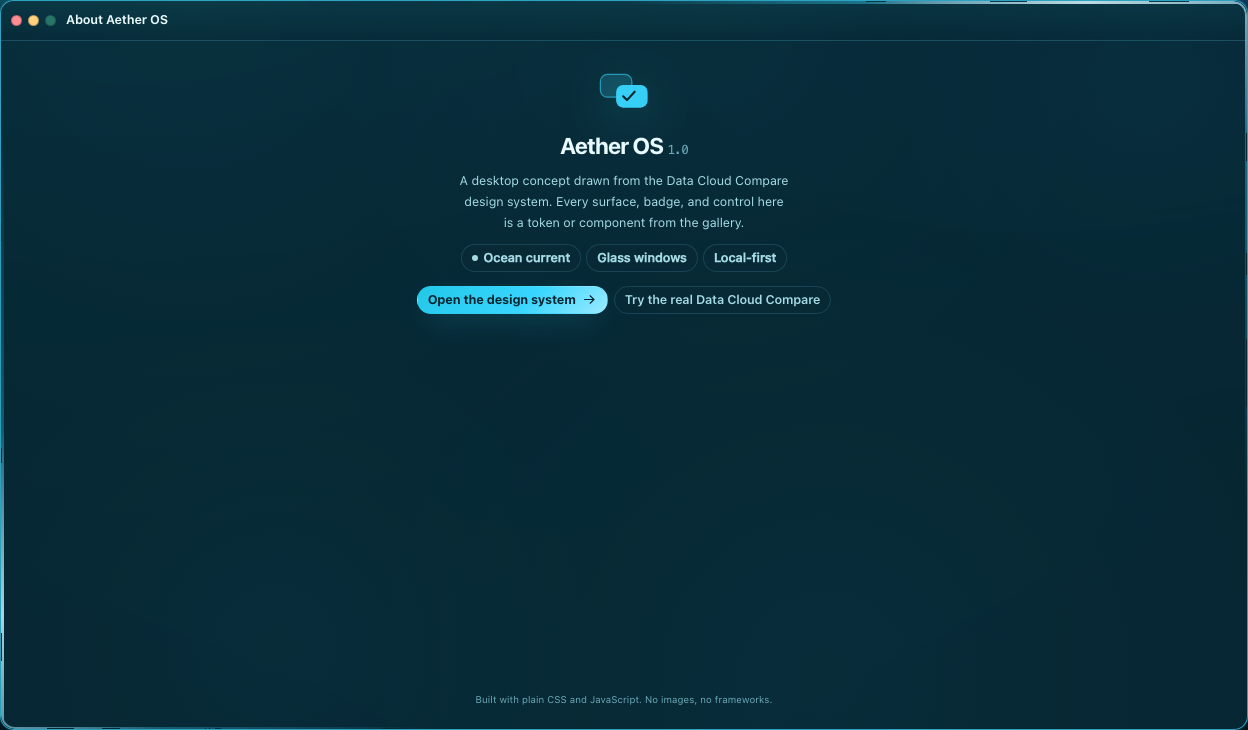 About Aether OS
Aether OS 1.0
A desktop concept drawn from the Data Cloud Compare
design system. Every surface, badge, and control here
is a token or component from the gallery.
Ocean current
Glass windows
Local-first
Open the design system →
Try the real Data Cloud Compare
Built with plain CSS and JavaScript. No images, no frameworks.